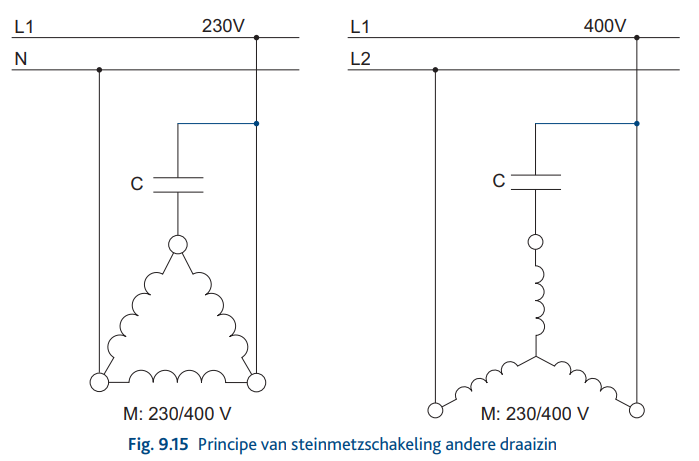 L1 230V
N
C
M: 230/400 V
L1 400V
L2
C
M: 230/400 V
Fig. 9.15 Principe van steinmetzschakeling andere draaizin